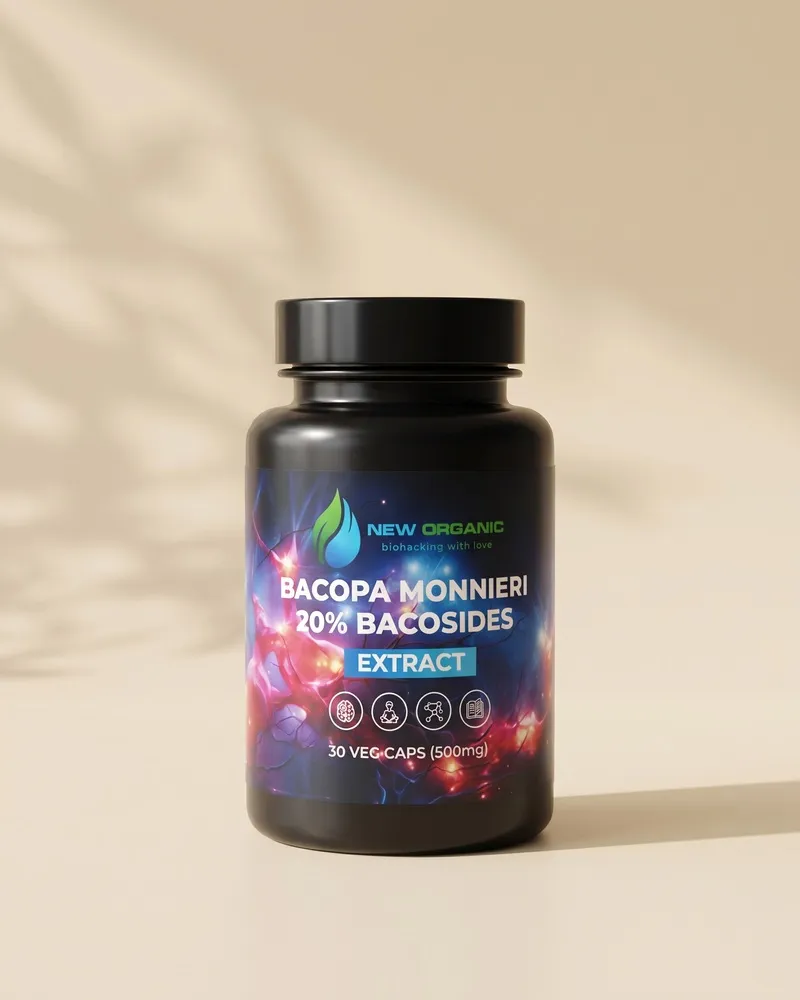 NEW ORGANIC
biohacking with love
BACOPA MONNIERI
20% BACOSIDES
EXTRACT
30 VEG CAPS (500mg)